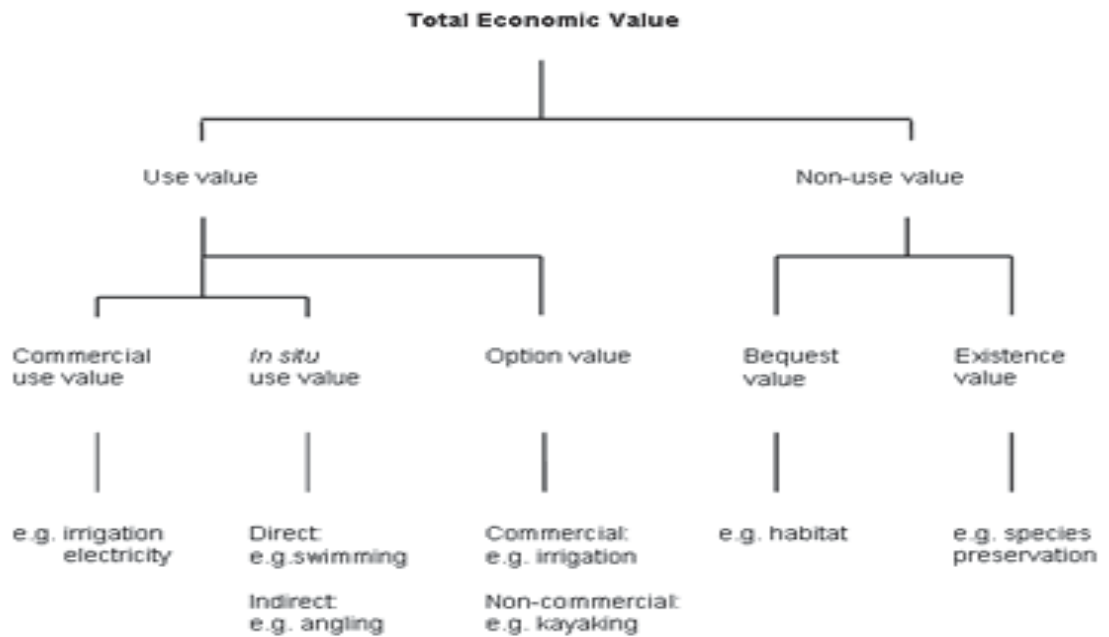 Total Economic Value
Use value
Non-use value
Commercial
use value
In situ
use value
Option value
Bequest
value
Existence
value
e.g. irrigation
electricity
Direct:
e.g.swimming
Indirect:
e.g. angling
Commercial:
e.g. irrigation
Non-commercial:
e.g. kayaking
e.g. habitat
e.g. species
preservation